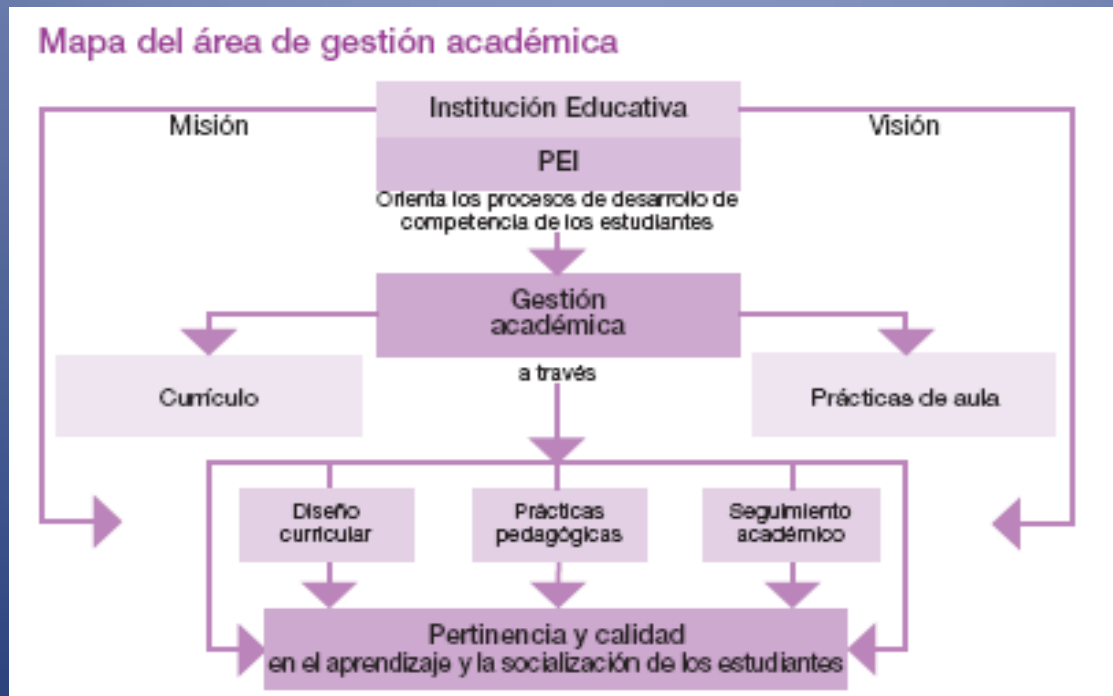 Mapa del área de gestión académica
Institución Educativa
Misión
Visión
PEI
Orienta los procesos de desarrollo de
competencia de los estudiantes
Gestión
académica
a través
Currículo
Prácticas de aula
Diseño
curricular
Prácticas
pedagógicas
Seguimiento
académico
Pertinencia y calidad
en el aprendizaje y la socialización de los estudiantes